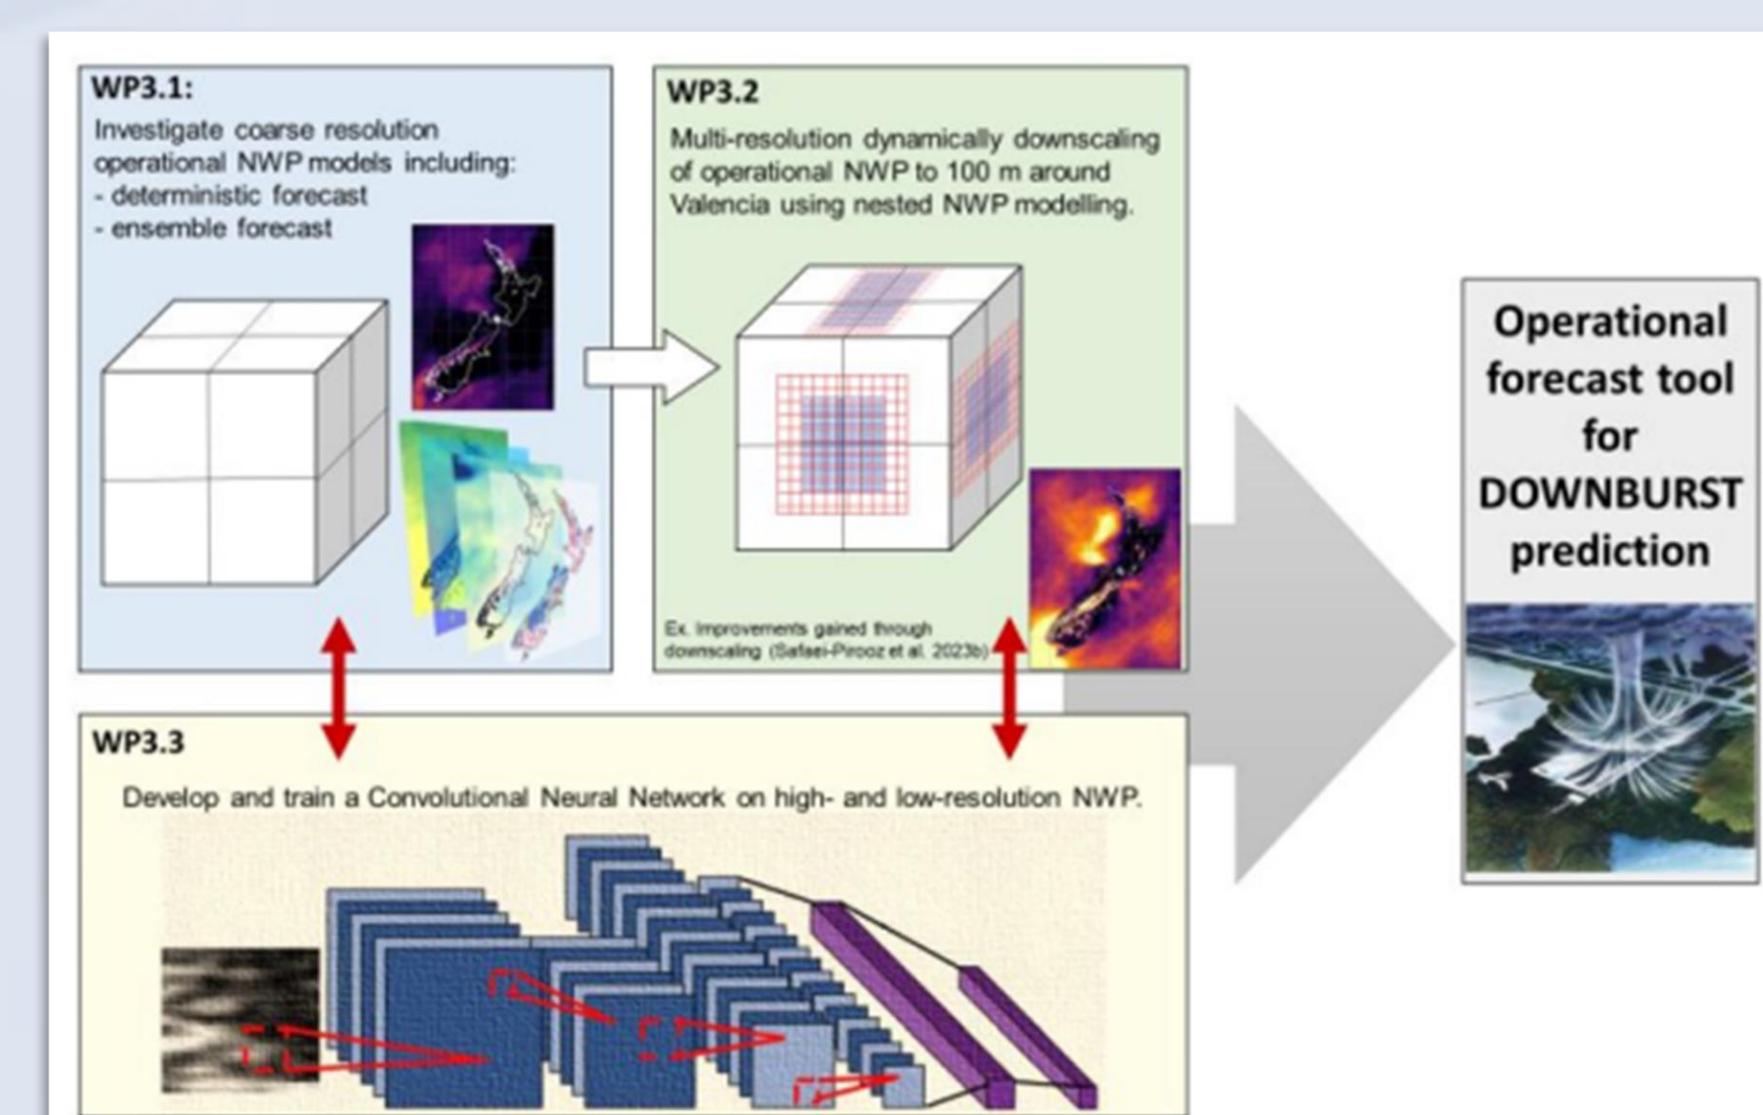 WP3.1:
Investigate coarse resolution
operational NWP models including:
- deterministic forecast
- ensemble forecast
WP3.2
Multi-resolution dynamically downscaling
of operational NWP to 100 m around
Valencia using nested NWP modelling.
Ex. Improvements gained through
downscaling (Safaei-Pirooz et al. 2023b)
WP3.3
Develop and train a Convolutional Neural Network on high- and low-resolution NWP.
Operational
forecast tool
for
DOWNBURST
prediction